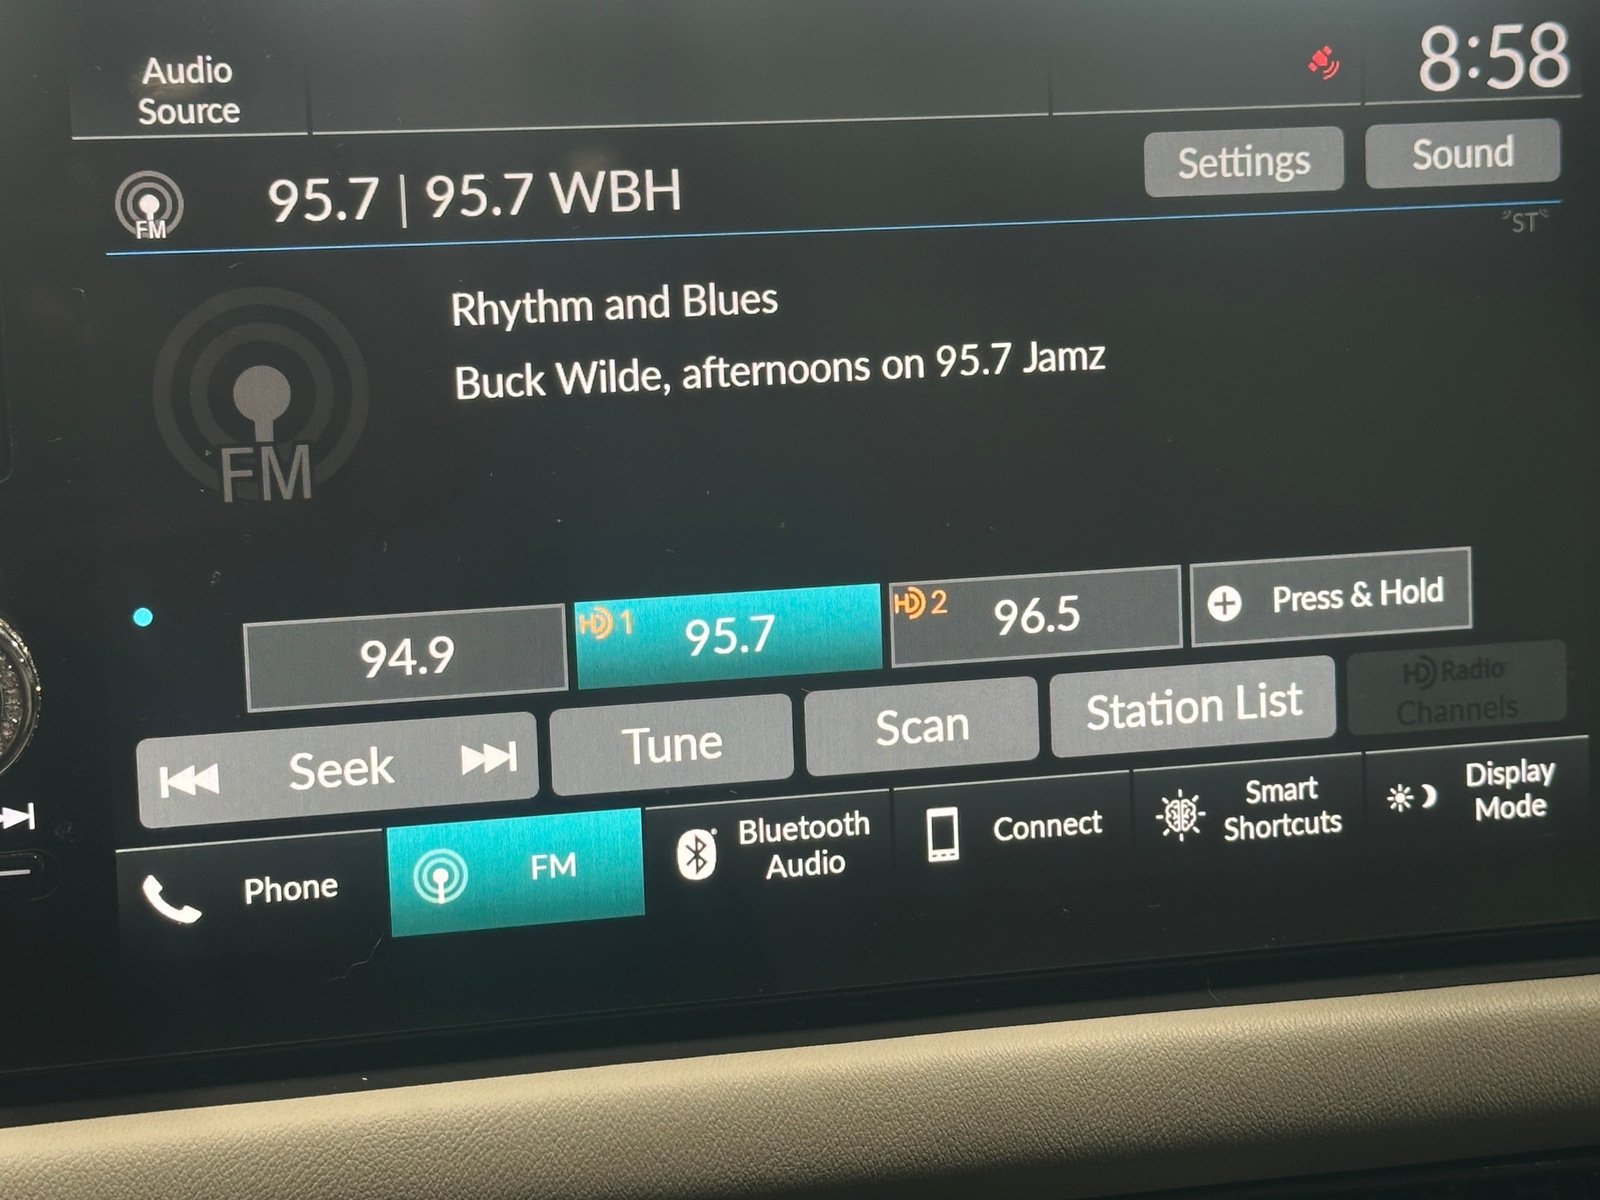 Audio
Source
8:58
FM
95.7 | 95.7 WBH
Settings
Sound
"ST"
Rhythm and Blues
Buck Wilde, afternoons on 95.7 Jamz
FM
94.9
HD 1 95.7
HD 2 96.5
Press & Hold
Seek
Tune
Scan
Station List
HD Radio
Channels
Phone
FM
Bluetooth
Audio
Connect
Smart
Shortcuts
Display
Mode